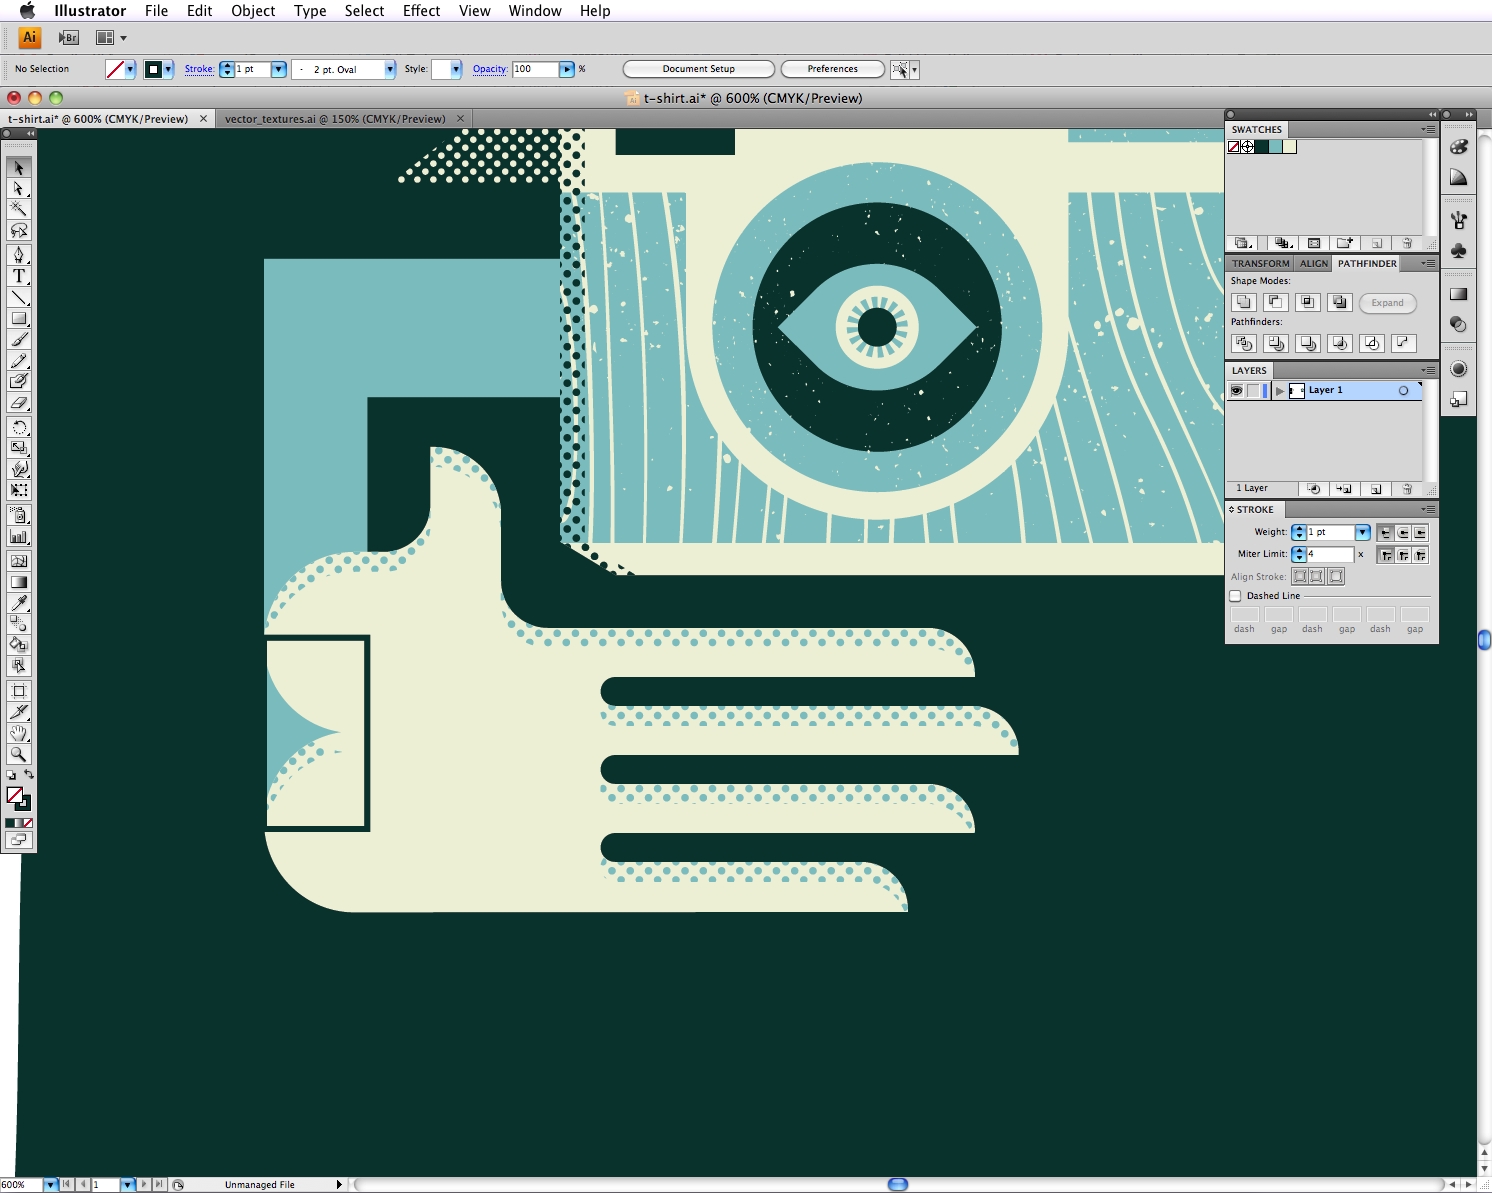 Illustrator File Edit Object Type Select Effect View Window Help
Ai Br
No Selection Stroke: 1 pt 2 pt. Oval Style: Opacity: 100 % Document Setup Preferences
t-shirt.ai* @ 600% (CMYK/Preview)
t-shirt.ai* @ 600% (CMYK/Preview) vector_textures.ai @ 150% (CMYK/Preview)
SWATCHES
TRANSFORM ALIGN PATHFINDER
Shape Modes:
Expand
Pathfinders:
LAYERS
Layer 1
1 Layer
STROKE
Weight: 1 pt
Miter Limit: 4 x
Align Stroke:
Dashed Line
dash gap dash gap dash gap
600% 1 Unmanaged File